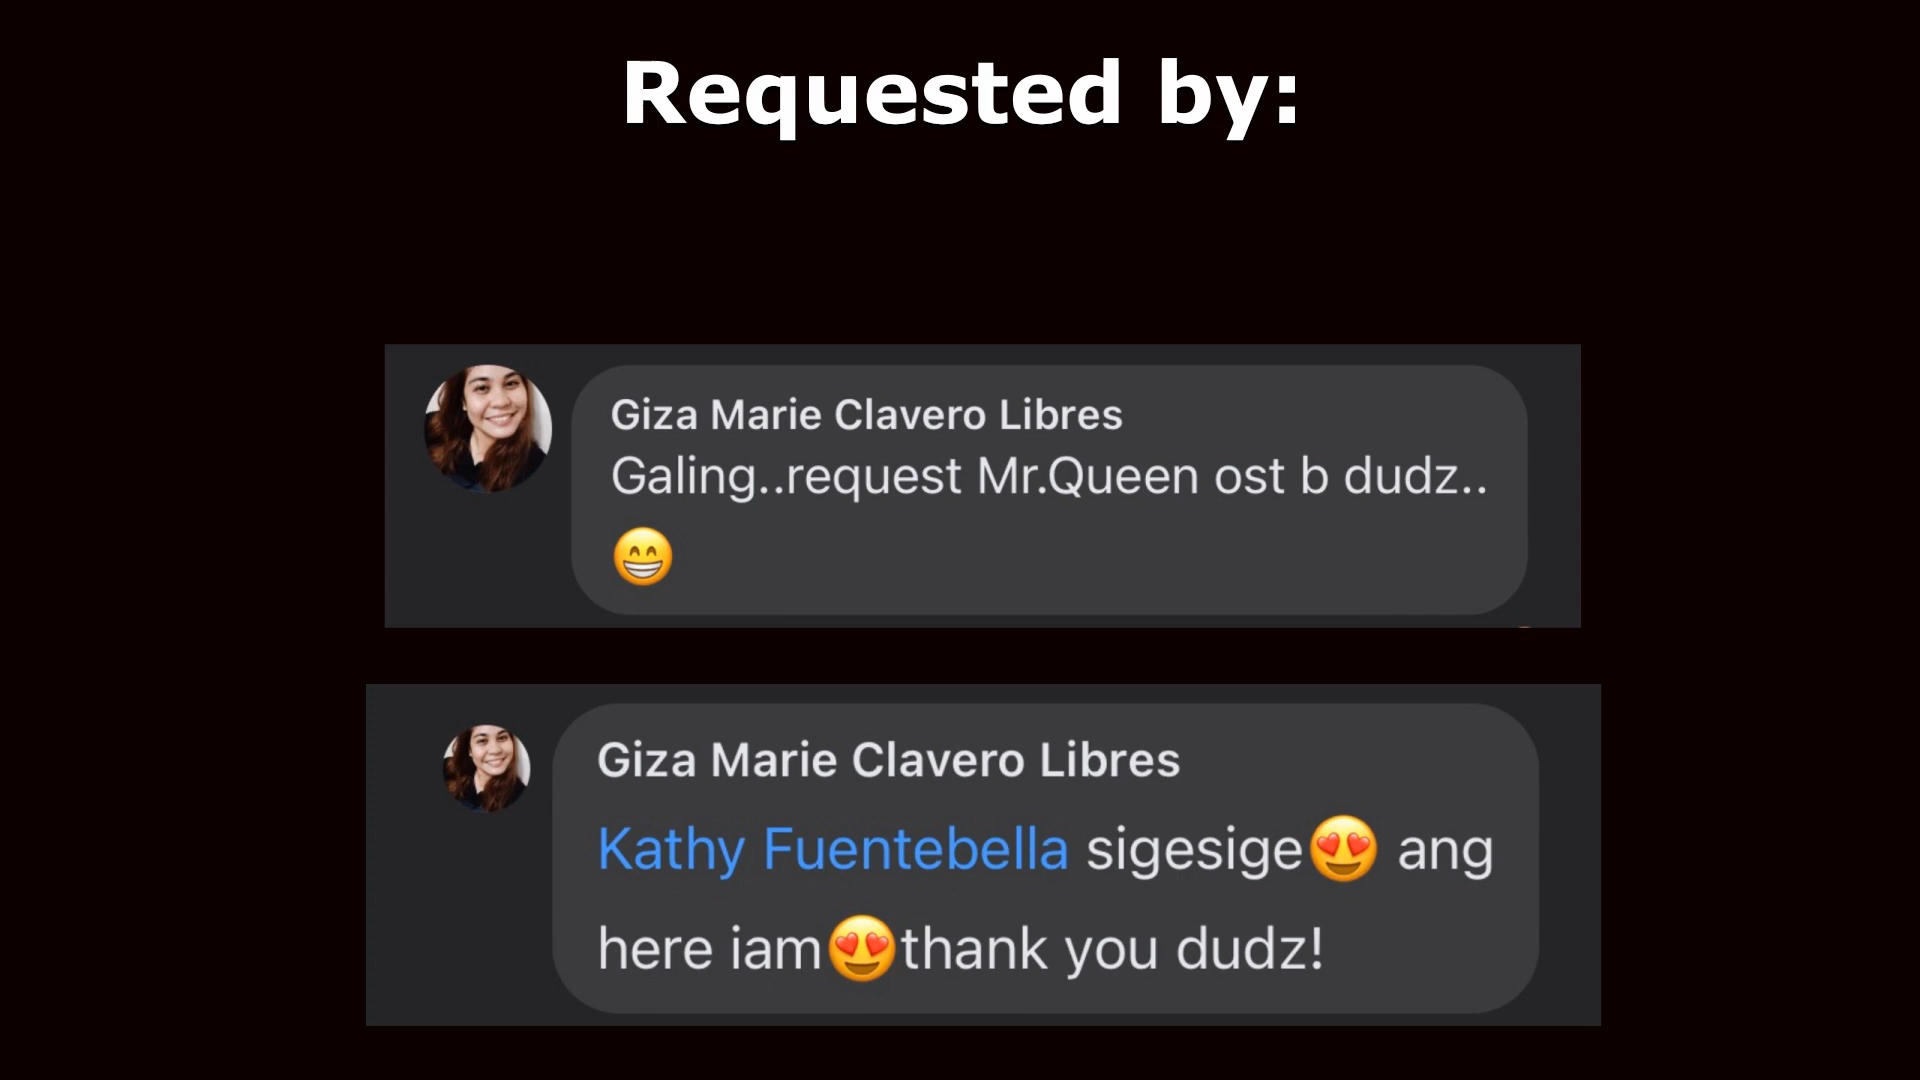 Requested by:
Giza Marie Clavero Libres
Galing..request Mr.Queen ost b dudz..
😁
Giza Marie Clavero Libres
Kathy Fuentebella sigesige😍 ang
here iam😍thank you dudz!